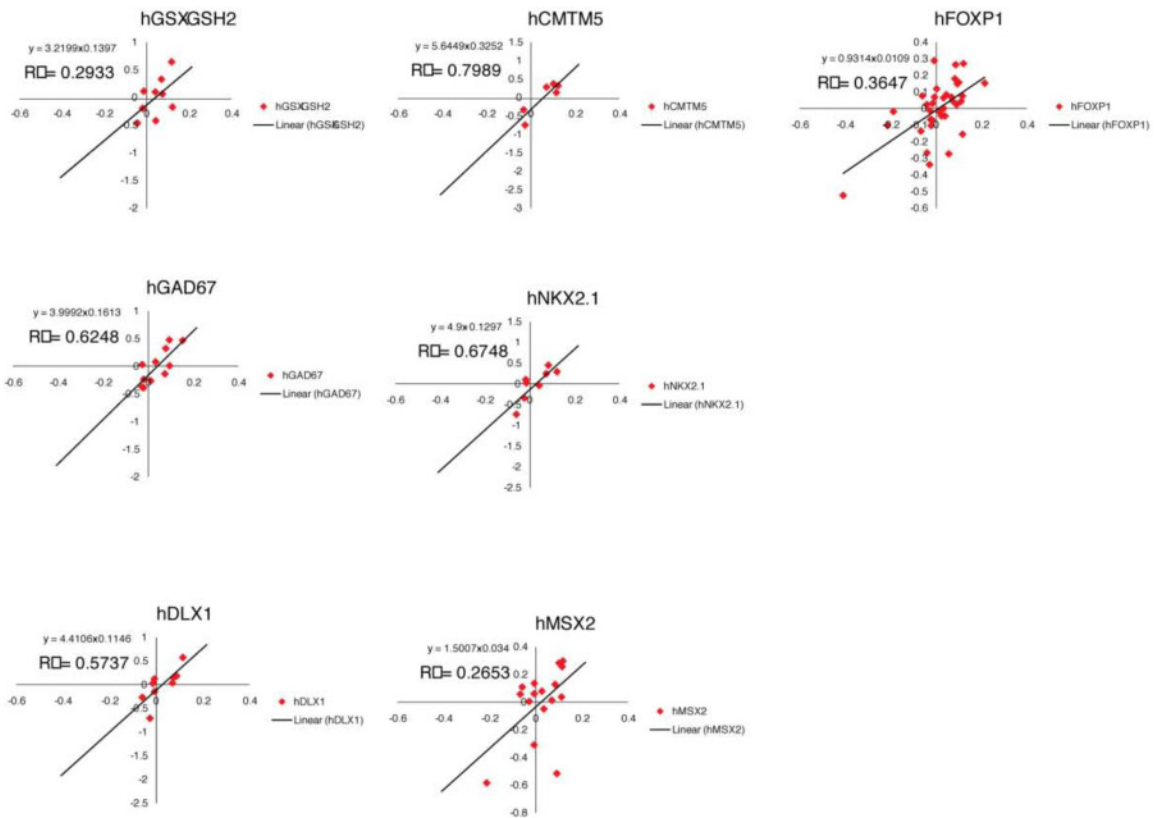 hGSXGSH2
y = 3.2199x0.1397
R□= 0.2933
1
0.5
0
-0.5
-1
-1.5
-2
-0.6 -0.4 -0.2 0 0.2 0.4
hGSXGSH2
Linear (hGSXGSH2)
hCMTM5
y = 5.6449x0.3252
R□= 0.7989
1.5
1
0.5
0
-0.5
-1
-1.5
-2
-2.5
-3
-0.6 -0.4 -0.2 0 0.2 0.4
hCMTM5
Linear (hCMTM5)
hFOXP1
y = 0.9314x0.0109
R□= 0.3647
0.4
0.3
0.2
0.1
0
-0.1
-0.2
-0.3
-0.4
-0.5
-0.6
-0.6 -0.4 -0.2 0 0.2 0.4
hFOXP1
Linear (hFOXP1)
hGAD67
y = 3.9992x0.1613
R□= 0.6248
1
0.5
0
-0.5
-1
-1.5
-2
-0.6 -0.4 -0.2 0 0.2 0.4
hGAD67
Linear (hGAD67)
hNKX2.1
y = 4.9x0.1297
R□= 0.6748
1.5
1
0.5
0
-0.5
-1
-1.5
-2
-2.5
-0.6 -0.4 -0.2 0 0.2 0.4
hNKX2.1
Linear (hNKX2.1)
hDLX1
y = 4.4106x0.1146
R□= 0.5737
1
0.5
0
-0.5
-1
-1.5
-2
-2.5
-0.6 -0.4 -0.2 0 0.2 0.4
hDLX1
Linear (hDLX1)
hMSX2
y = 1.5007x0.034
R□= 0.2653
0.4
0.2
0
-0.2
-0.4
-0.6
-0.8
-0.6 -0.4 -0.2 0 0.2 0.4
hMSX2
Linear (hMSX2)